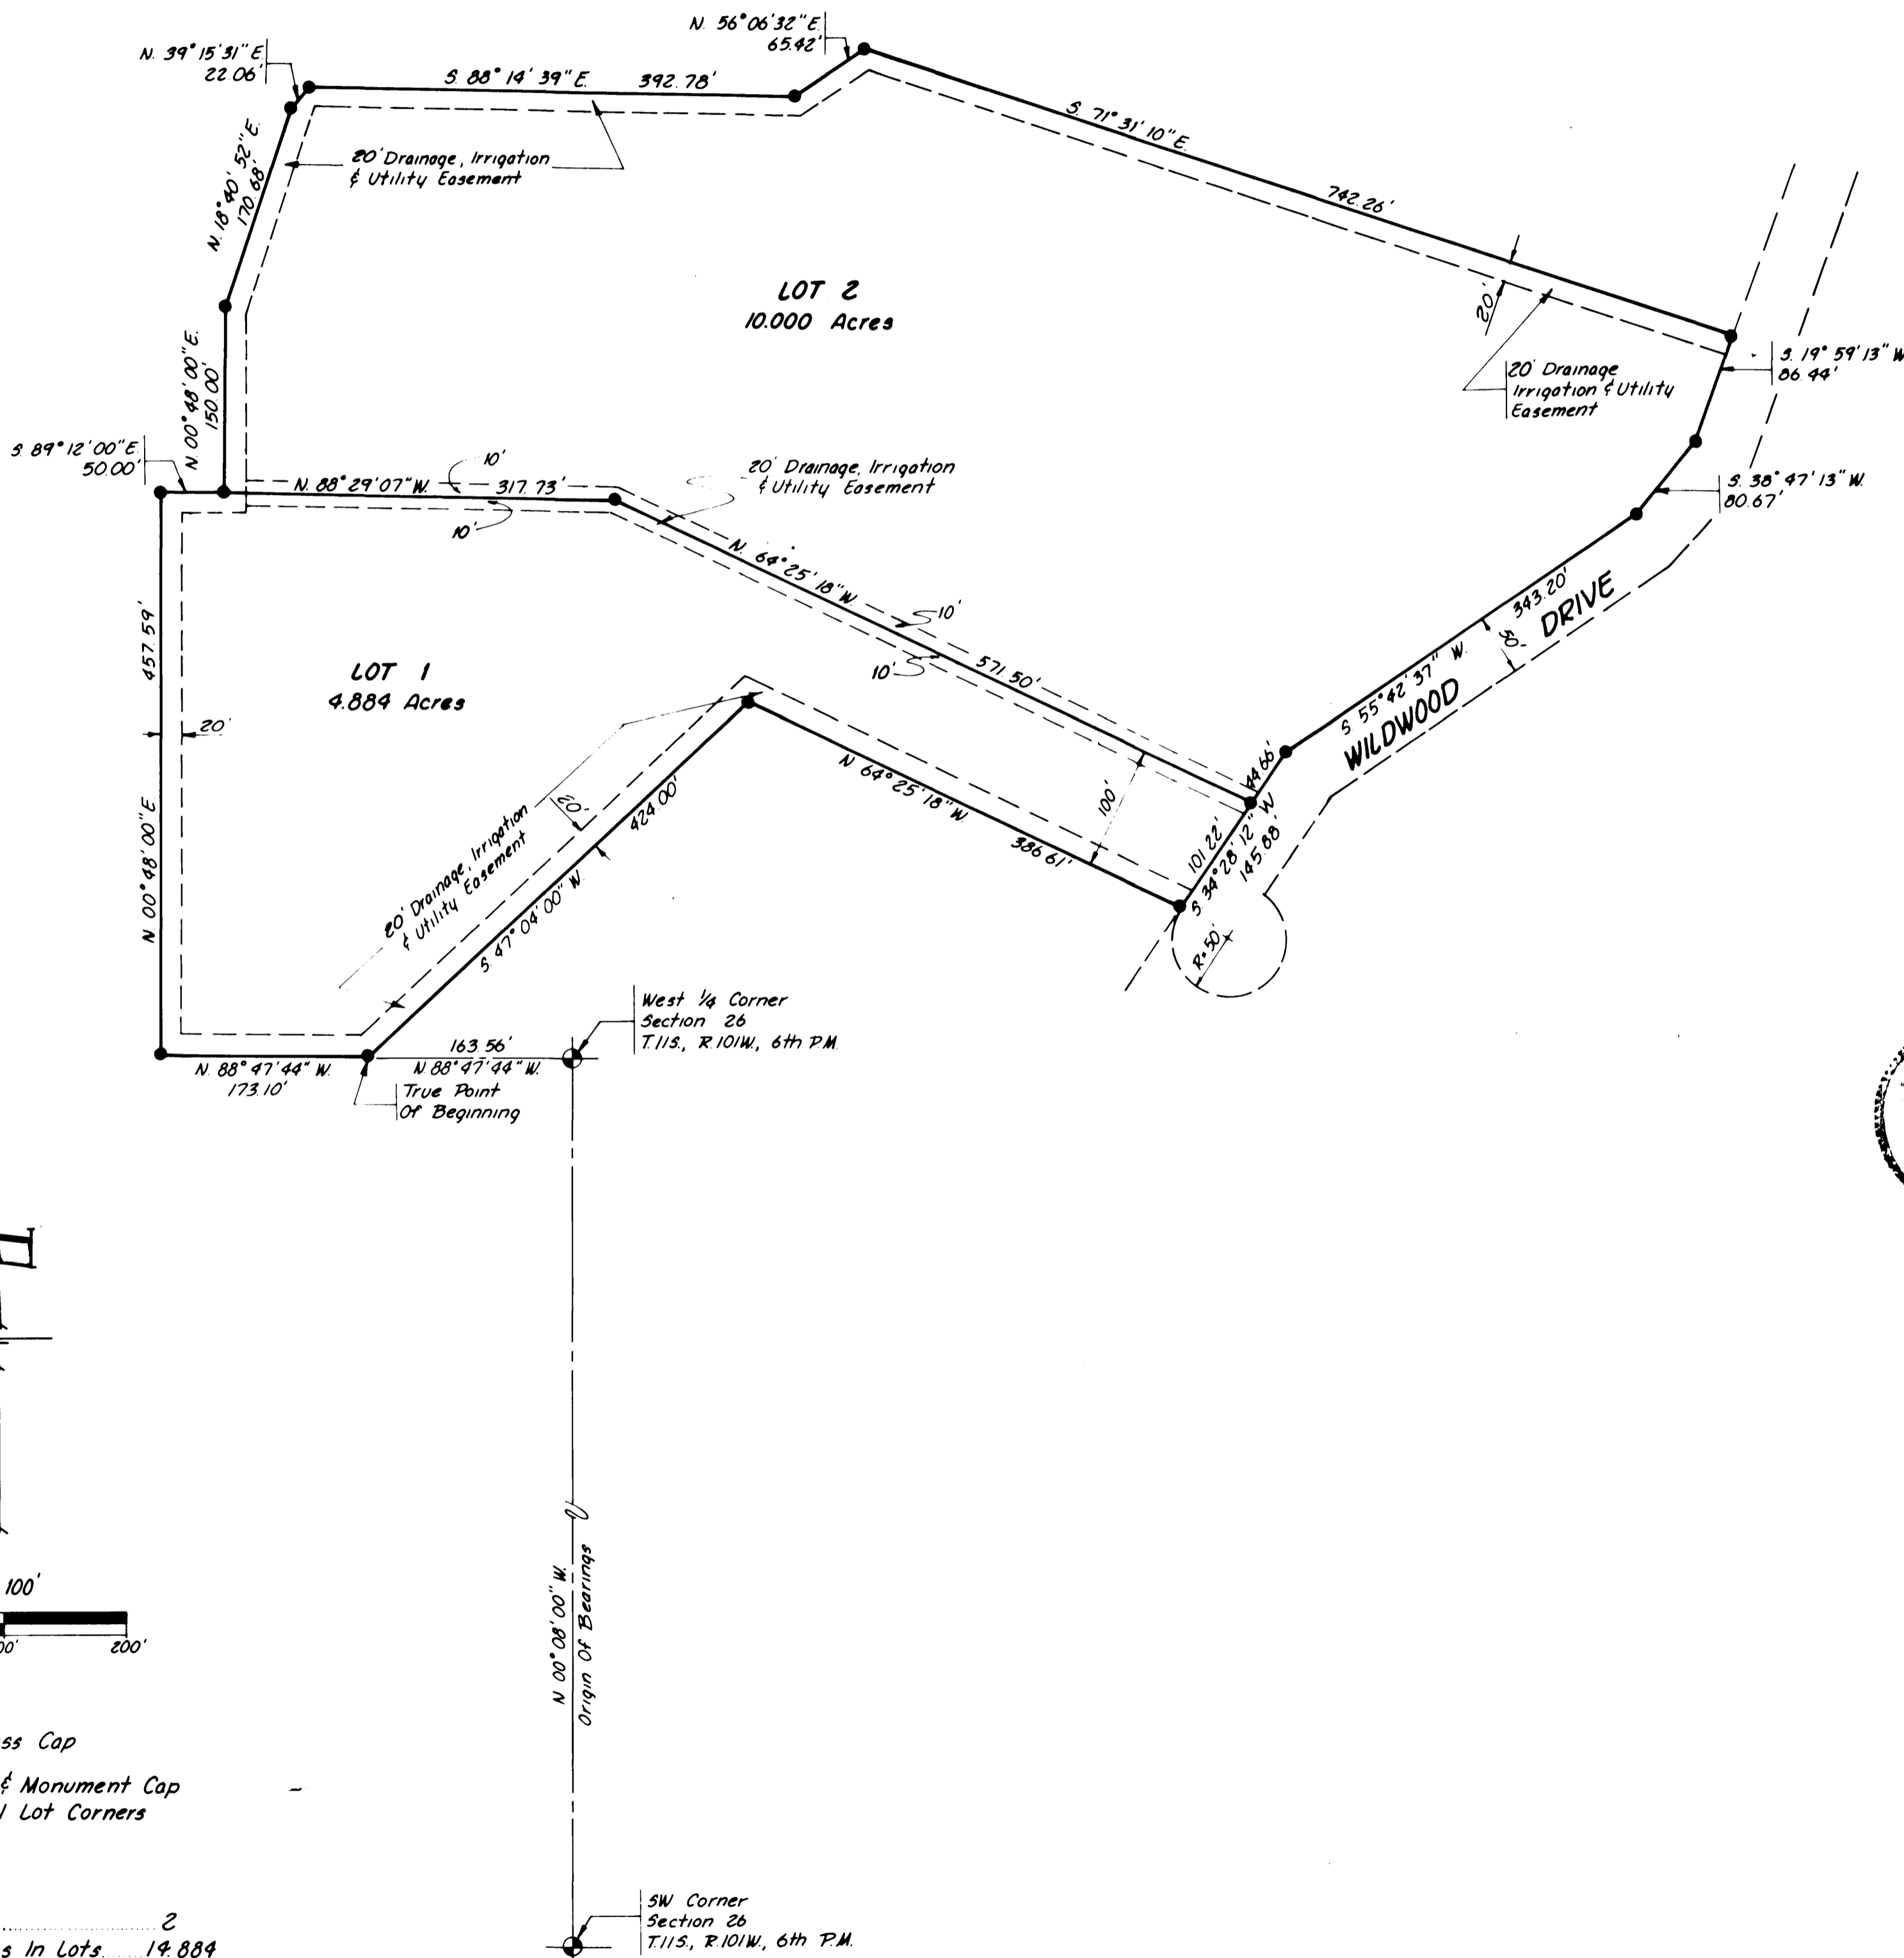 N. 56°06'32"E.
65.42'
N. 39°15'31"E.
22.06'
S. 88°14'39"E. 392.78'
S. 71°31'10"E.
742.26'
20' Drainage, Irrigation
& Utility Easement
N. 18°40'52"E.
170.68'
LOT 2
10.000 Acres
20'
S. 19°59'13"W
86.44'
20' Drainage
Irrigation & Utility
Easement
N. 00°48'00"E.
150.00'
S. 89°12'00"E.
50.00'
10'
N. 88°29'07"W. 317.73'
10'
20' Drainage, Irrigation
& Utility Easement
S. 38°47'13"W.
80.67'
N. 64°25'18"W.
10'
10'
571.50'
343.20'
DRIVE
50'
S 55°42'37" W.
WILDWOOD
457.59'
LOT 1
4.884 Acres
20'
44.66'
N. 64°25'18"W.
100'
386.61'
101.22'
S 34°28'12" W
145.88'
R=50'
20'
424.00'
N 00°48'00"E
20' Drainage, Irrigation
& Utility Easement
S. 47°04'00" W.
West 1/4 Corner
Section 26
T.11S., R.101W., 6th P.M.
163.56'
N. 88°47'44"W.
N. 88°47'44"W.
173.10'
True Point
Of Beginning
100'
00'
200'
N 00°08'00" W.
Origin Of Bearings
ss Cap
& Monument Cap
l Lot Corners
2
s In Lots 14.884
SW Corner
Section 26
T.11S., R.101W., 6th P.M.